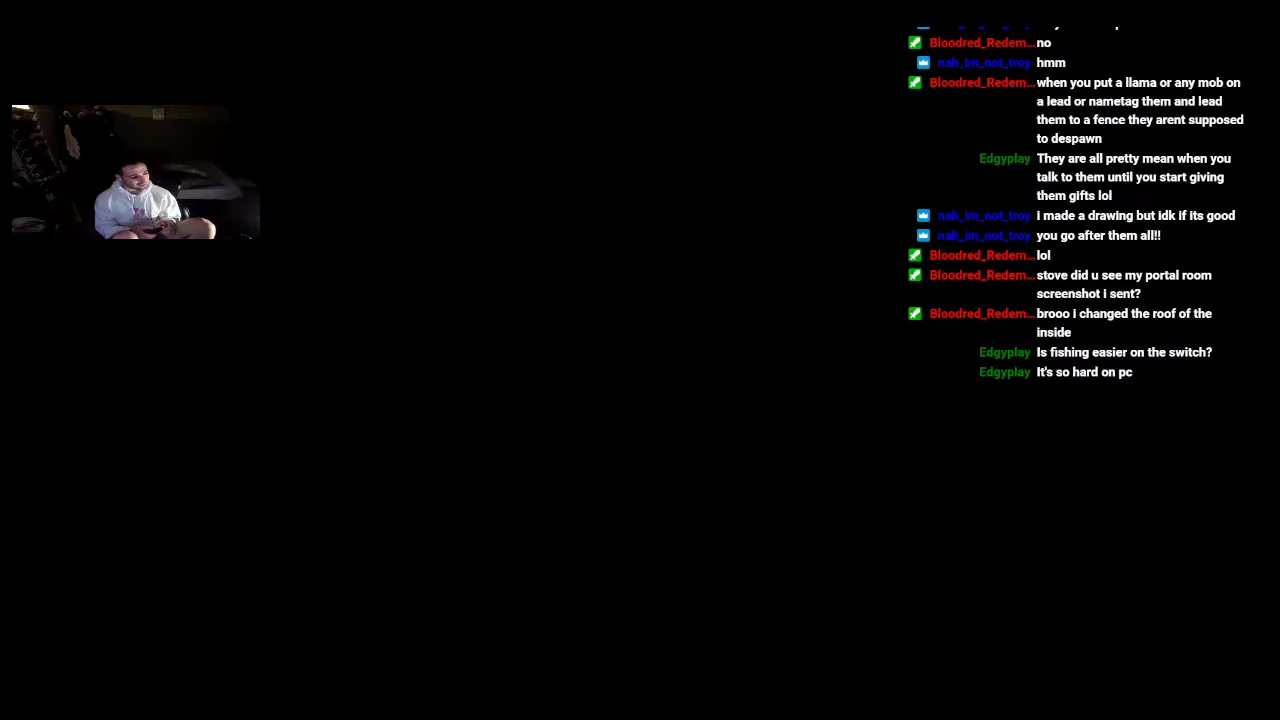 Bloodred_Redem... no
nah_im_not_troy hmm
Bloodred_Redem... when you put a llama or any mob on
a lead or nametag them and lead
them to a fence they arent supposed
to despawn
Edgyplay They are all pretty mean when you
talk to them until you start giving
them gifts lol
nah_im_not_troy i made a drawing but idk if its good
nah_im_not_troy you go after them all!!
Bloodred_Redem... lol
Bloodred_Redem... stove did u see my portal room
screenshot i sent?
Bloodred_Redem... brooo i changed the roof of the
inside
Edgyplay Is fishing easier on the switch?
Edgyplay It's so hard on pc